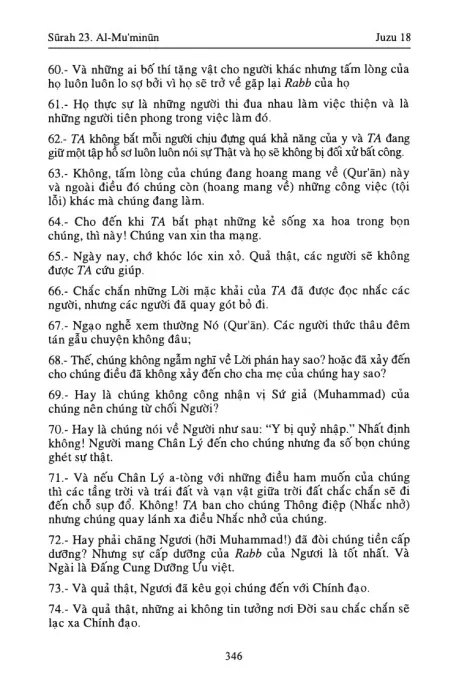 Sūrah 23. Al-Mu'minūn Juzu 18
60.- Và những ai bố thí tặng vật cho người khác nhưng tấm lòng của
họ luôn luôn lo sợ bởi vì họ sẽ trở về gặp lại Rabb của họ
61.- Họ thực sự là những người thi đua nhau làm việc thiện và là
những người tiên phong trong việc làm đó.
62.- TA không bắt mỗi người chịu đựng quá khả năng của y và TA đang
giữ một tập hồ sơ luôn luôn nói sự Thật và họ sẽ không bị đối xử bất công.
63.- Không, tấm lòng của chúng đang hoang mang về (Qur'ān) này
và ngoài điều đó chúng còn (hoang mang về) những công việc (tội
lỗi) khác mà chúng đang làm.
64.- Cho đến khi TA bắt phạt những kẻ sống xa hoa trong bọn
chúng, thì này! Chúng van xin tha mạng.
65.- Ngày nay, chớ khóc lóc xin xỏ. Quả thật, các người sẽ không
được TA cứu giúp.
66.- Chắc chắn những Lời mặc khải của TA đã được đọc nhắc các
người, nhưng các người đã quay gót bỏ đi.
67.- Ngạo nghễ xem thường Nó (Qur'ān). Các người thức thâu đêm
tán gẫu chuyện không đâu;
68.- Thế, chúng không ngẫm nghĩ về Lời phán hay sao? hoặc đã xảy đến
cho chúng điều đã không xảy đến cho cha mẹ của chúng hay sao?
69.- Hay là chúng không công nhận vị Sứ giả (Muhammad) của
chúng nên chúng từ chối Người?
70.- Hay là chúng nói về Người như sau: “Y bị quỷ nhập.” Nhất định
không! Người mang Chân Lý đến cho chúng nhưng đa số bọn chúng
ghét sự thật.
71.- Và nếu Chân Lý a-tòng với những điều ham muốn của chúng
thì các tầng trời và trái đất và vạn vật giữa trời đất chắc chắn sẽ đi
đến chỗ sụp đổ. Không! TA ban cho chúng Thông điệp (Nhắc nhở)
nhưng chúng quay lánh xa điều Nhắc nhở của chúng.
72.- Hay phải chăng Ngươi (hỡi Muhammad!) đã đòi chúng tiền cấp
dưỡng? Nhưng sự cấp dưỡng của Rabb của Ngươi là tốt nhất. Và
Ngài là Đấng Cung Dưỡng Ưu việt.
73.- Và quả thật, Ngươi đã kêu gọi chúng đến với Chính đạo.
74.- Và quả thật, những ai không tin tưởng nơi Đời sau chắc chắn sẽ
lạc xa Chính đạo.
346